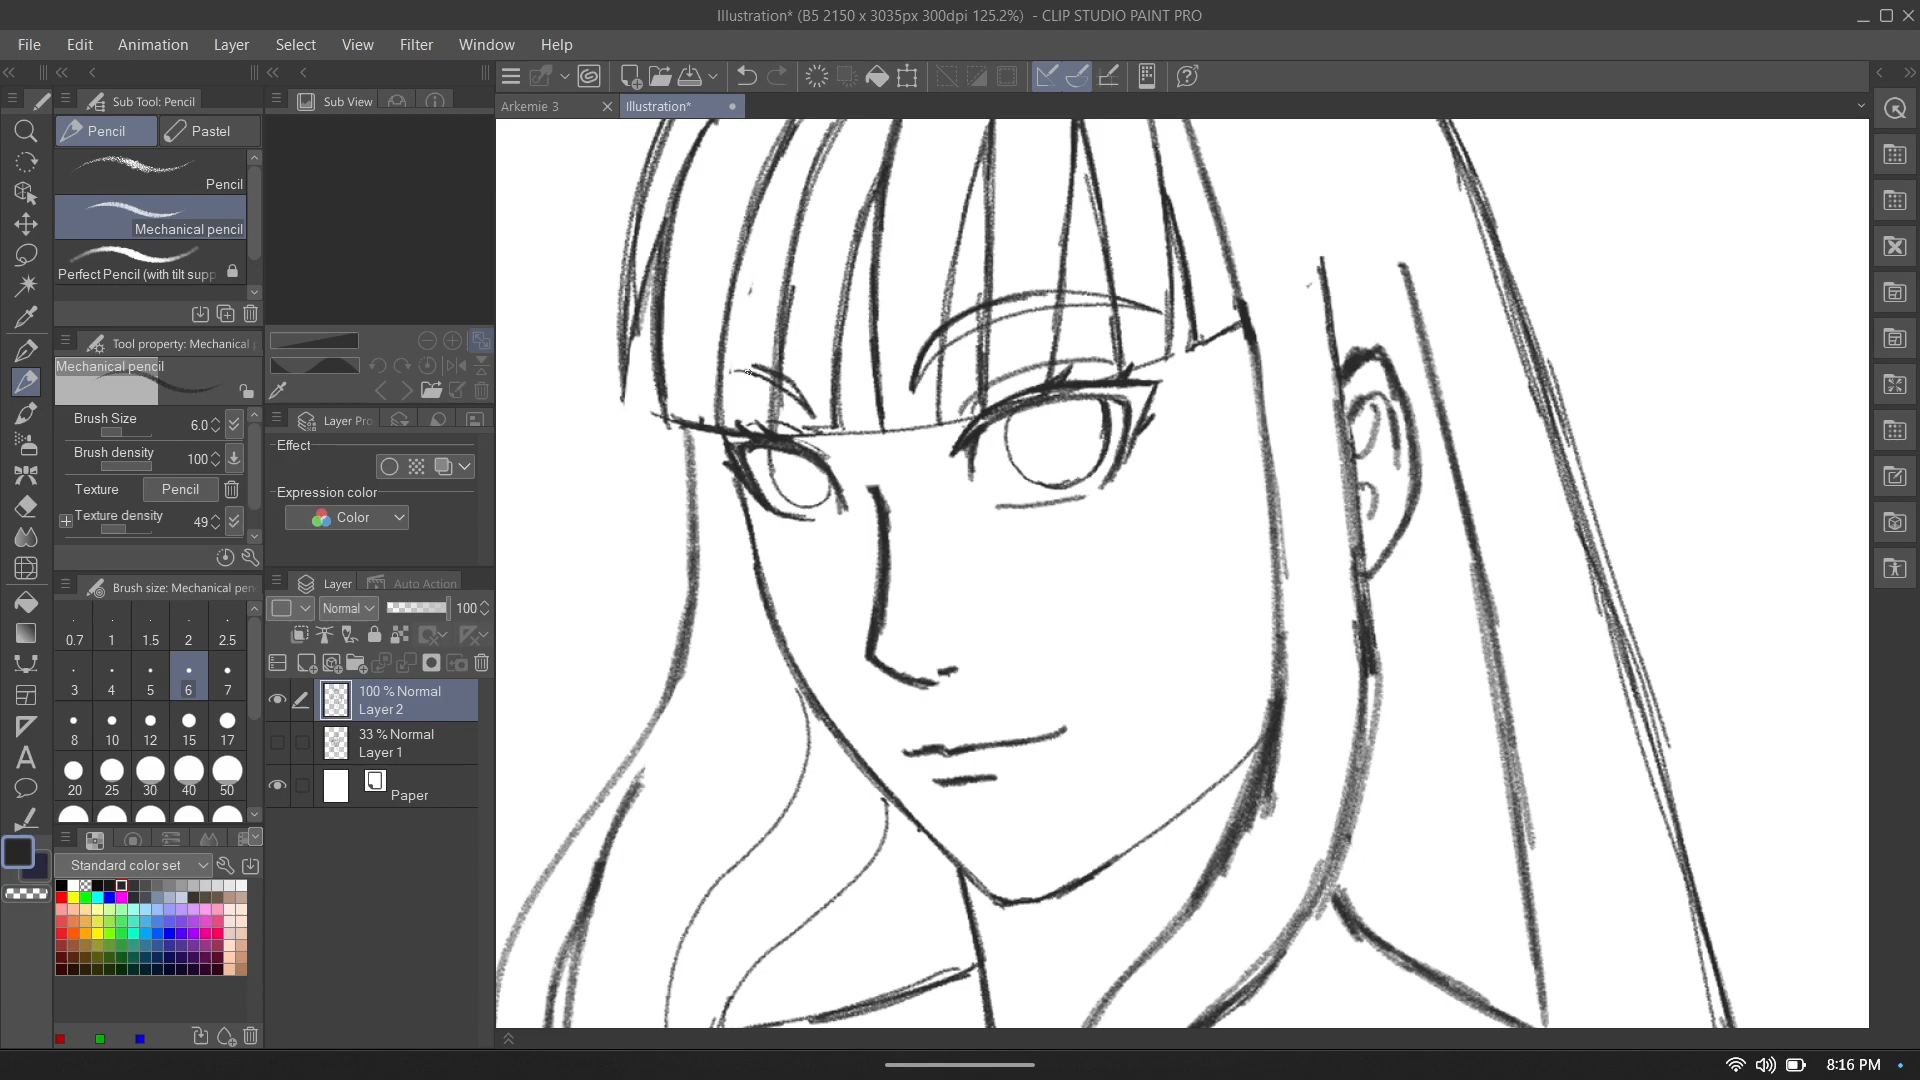 Illustration* (B5 2150 x 3035px 300dpi 125.2%) - CLIP STUDIO PAINT PRO
File Edit Animation Layer Select View Filter Window Help
Sub Tool: Pencil
Sub View
Arkemie 3
Illustration*
Pencil
Pastel
Pencil
Mechanical pencil
Perfect Pencil (with tilt supp
Tool property: Mechanical
Mechanical pencil
Brush Size 6.0
Brush density 100
Texture Pencil
Texture density 49
Layer Pro
Effect
Expression color
Color
Brush size: Mechanical pen
0.7 1 1.5 2 2.5
3 4 5 6 7
8 10 12 15 17
20 25 30 40 50
Layer
Auto Action
Normal 100
100 % Normal
Layer 2
33 % Normal
Layer 1
Paper
Standard color set
8:16 PM